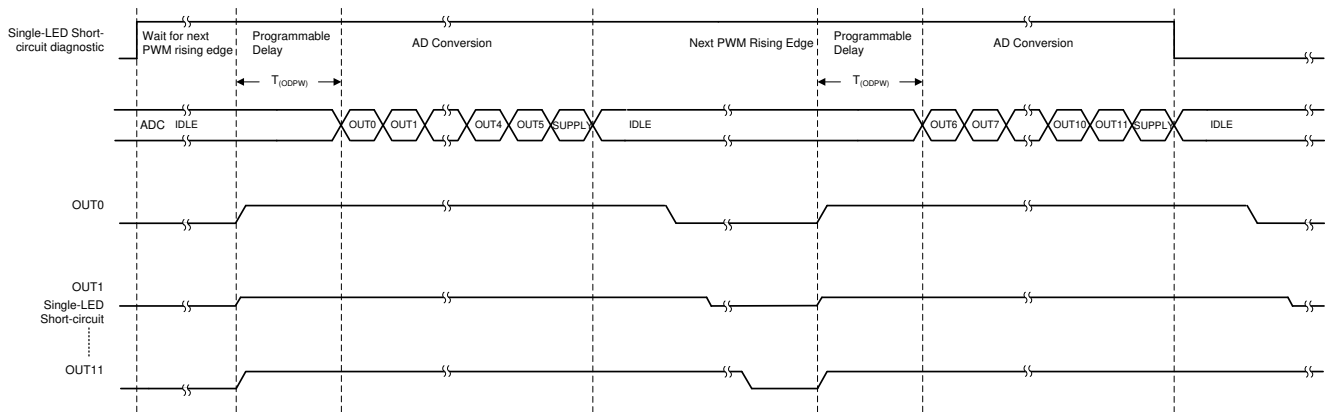 Single-LED Short-
circuit diagnostic
Wait for next
PWM rising edge
Programmable
Delay
AD Conversion
Next PWM Rising Edge
Programmable
Delay
AD Conversion
T(ODPW)
T(ODPW)
ADC IDLE
OUT0
OUT1
OUT4
OUT5
SUPPLY
IDLE
OUT6
OUT7
OUT10
OUT11
SUPPLY
IDLE
OUT0
OUT1
Single-LED
Short-circuit
OUT11